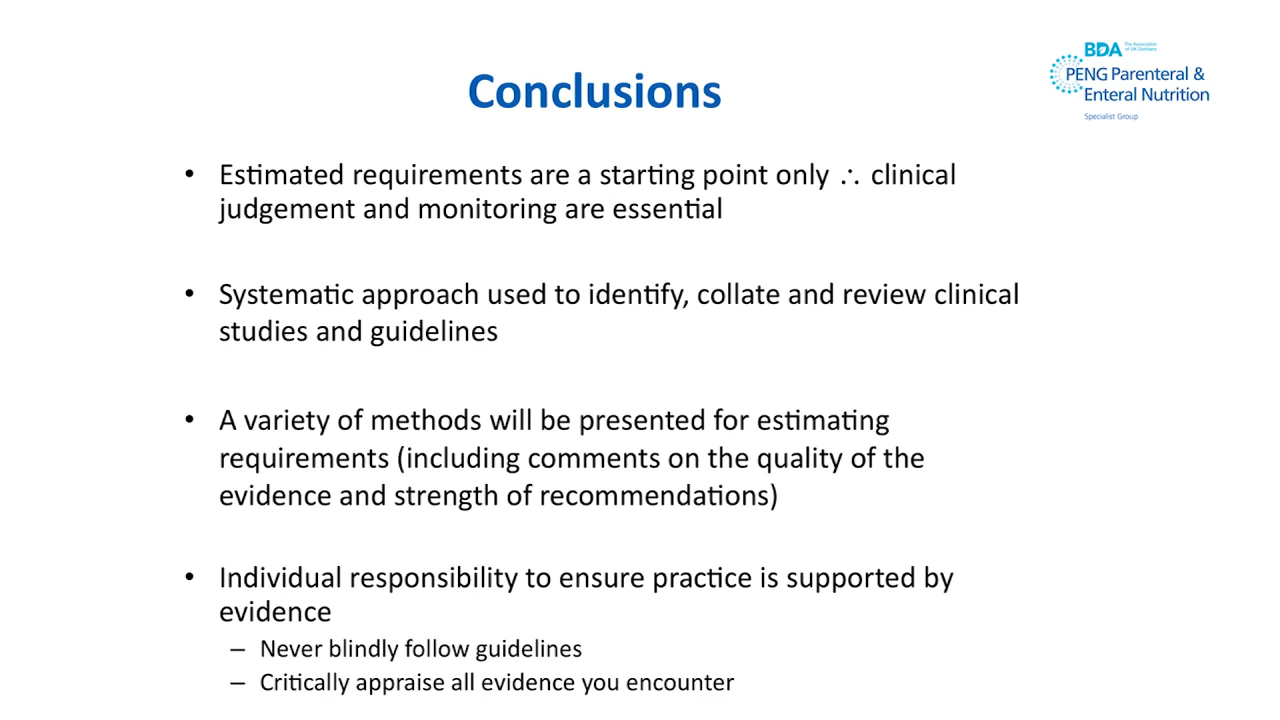 BDA The Association of UK Dietitians
PENG Parenteral &
Enteral Nutrition
Specialist Group
Conclusions
• Estimated requirements are a starting point only ∴ clinical
judgement and monitoring are essential
• Systematic approach used to identify, collate and review clinical
studies and guidelines
• A variety of methods will be presented for estimating
requirements (including comments on the quality of the
evidence and strength of recommendations)
• Individual responsibility to ensure practice is supported by
evidence
– Never blindly follow guidelines
– Critically appraise all evidence you encounter